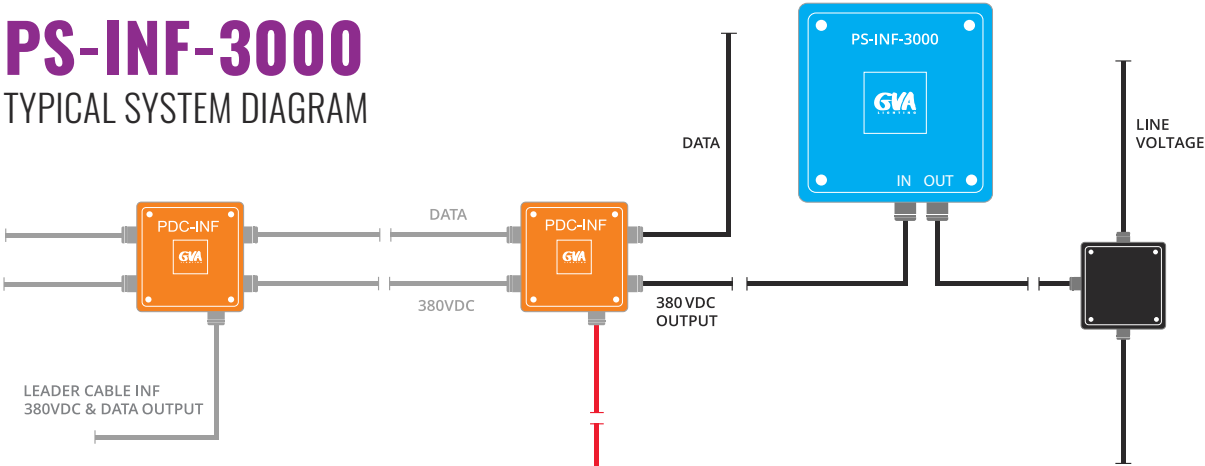 PS-INF-3000
TYPICAL SYSTEM DIAGRAM
PS-INF-3000
GVA
LIGHTING
IN OUT
DATA
LINE
VOLTAGE
PDC-INF
GVA
DATA
380VDC
PDC-INF
GVA
380 VDC
OUTPUT
LEADER CABLE INF
380VDC & DATA OUTPUT